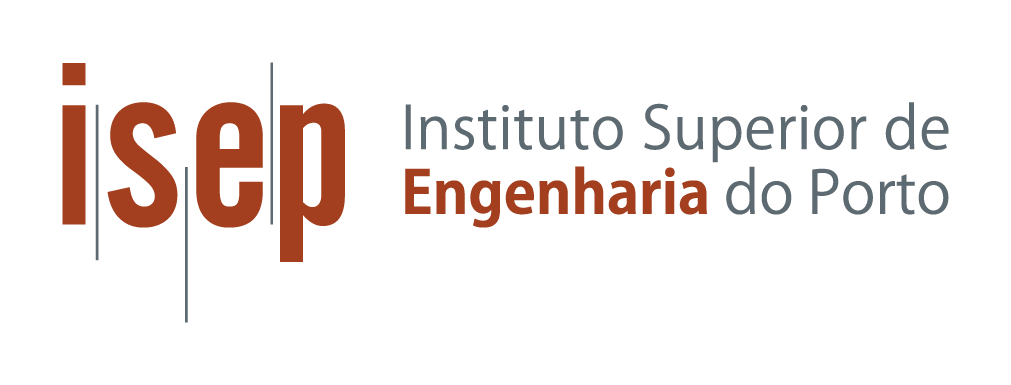 isep
Instituto Superior de
Engenharia do Porto